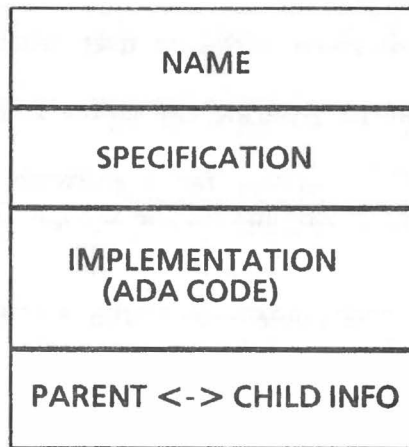 NAME
SPECIFICATION
IMPLEMENTATION
(ADA CODE)
PARENT <-> CHILD INFO